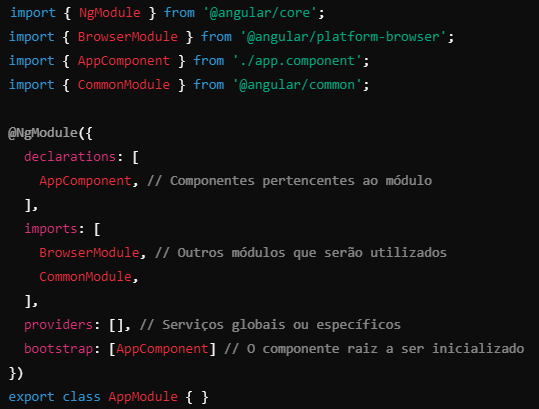 import { NgModule } from '@angular/core';
import { BrowserModule } from '@angular/platform-browser';
import { AppComponent } from './app.component';
import { CommonModule } from '@angular/common';
@NgModule({
declarations: [
AppComponent, // Componentes pertencentes ao módulo
],
imports: [
BrowserModule, // Outros módulos que serão utilizados
CommonModule,
],
providers: [], // Serviços globais ou específicos
bootstrap: [AppComponent] // O componente raiz a ser inicializado
})
export class AppModule { }